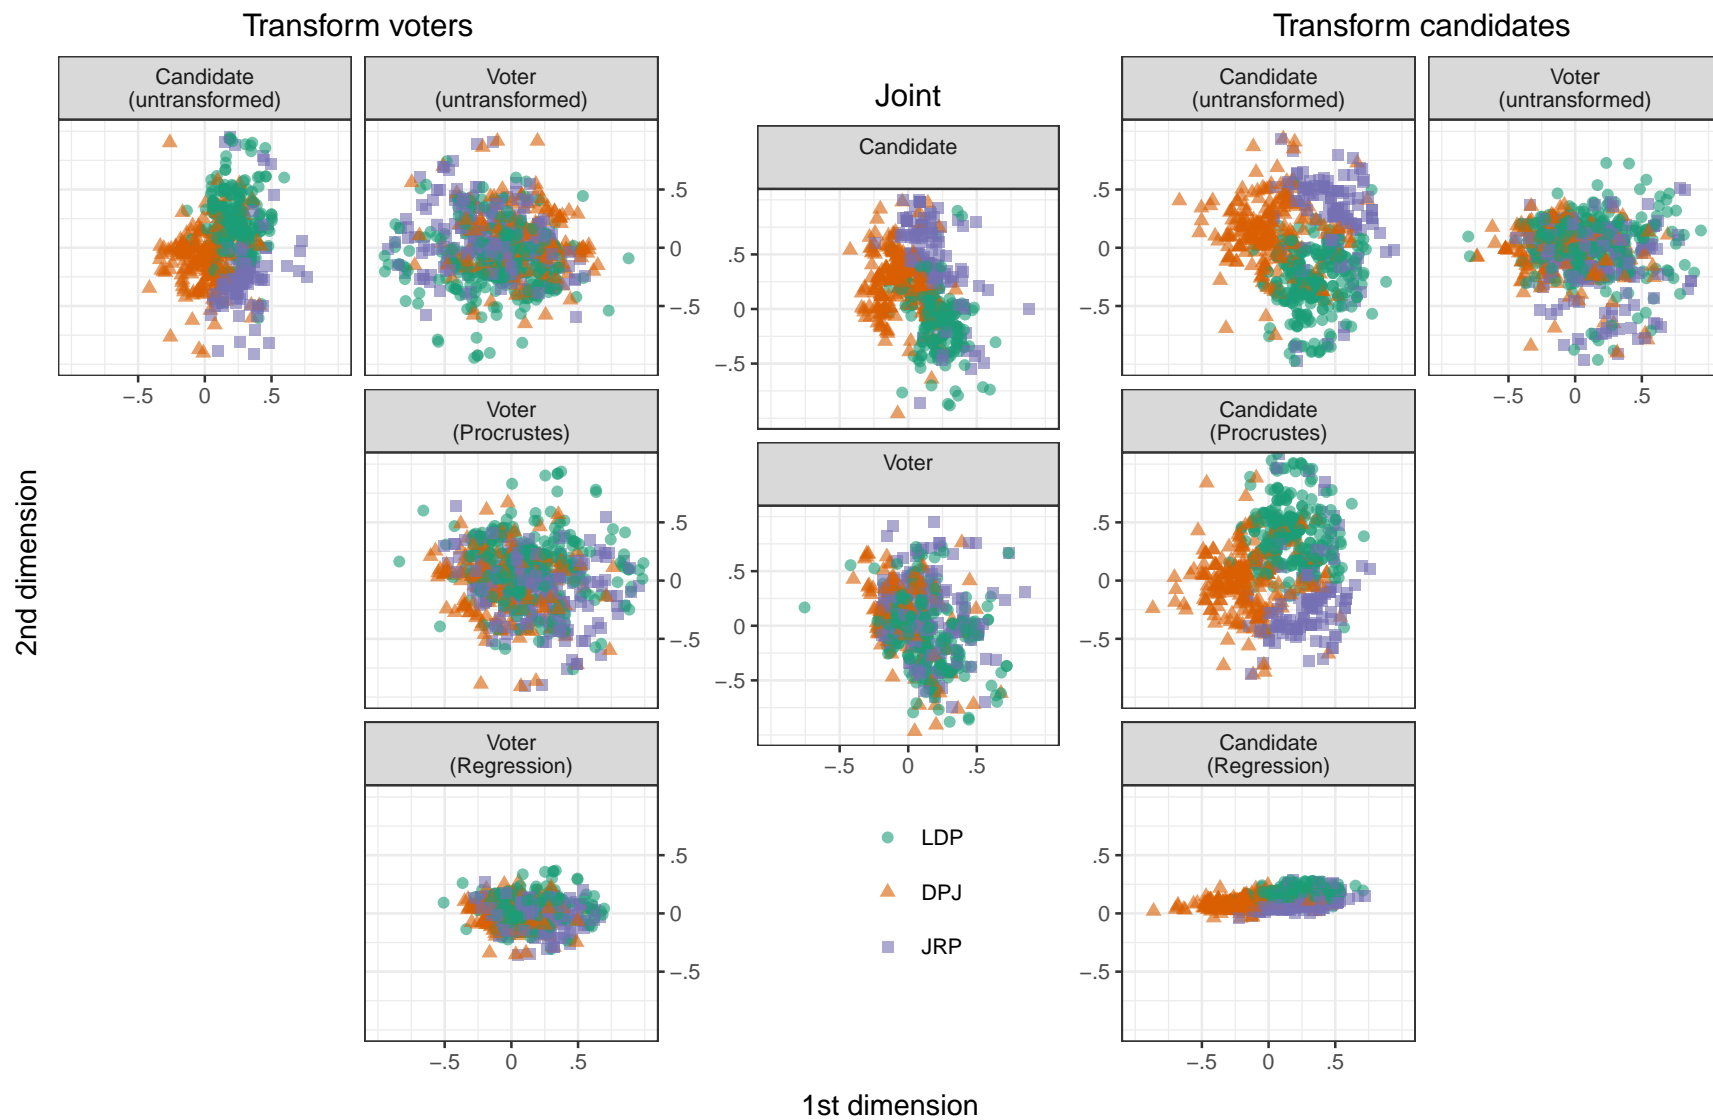 Transform voters
Transform candidates
Candidate
(untransformed)
Voter
(untransformed)
Joint
Candidate
(untransformed)
Voter
(untransformed)
Candidate
.5
0
−.5
.5
0
−.5
.5
0
−.5
−.5 0 .5
−.5 0 .5
Voter
(Procrustes)
Voter
Candidate
(Procrustes)
.5
0
−.5
.5
0
−.5
.5
0
−.5
−.5 0 .5
2nd dimension
Voter
(Regression)
Candidate
(Regression)
LDP
DPJ
JRP
.5
0
−.5
.5
0
−.5
−.5 0 .5
−.5 0 .5
1st dimension